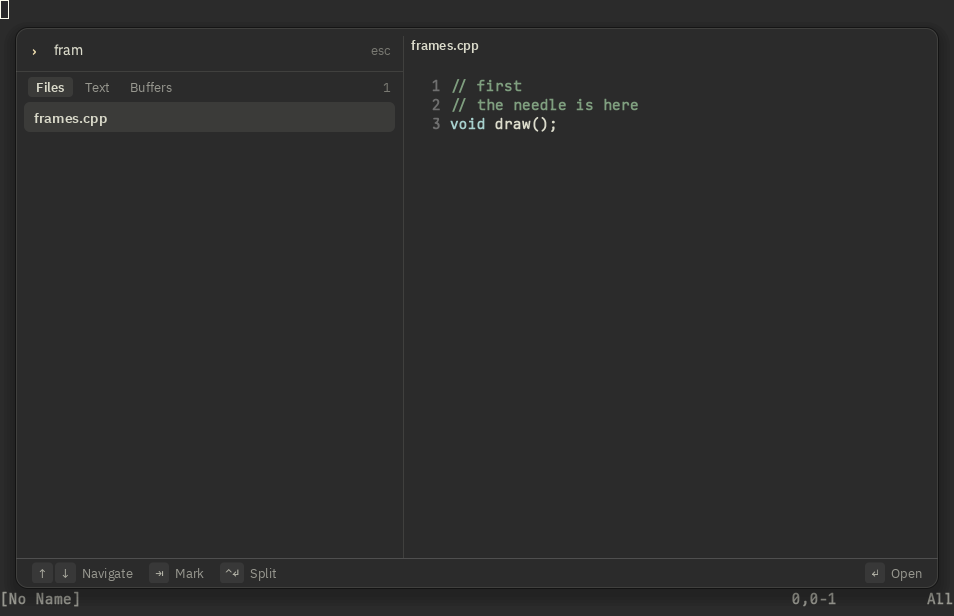 › fram esc
Files Text Buffers 1
frames.cpp
frames.cpp
1 // first
2 // the needle is here
3 void draw();
↑ ↓ Navigate ⇥ Mark ^↵ Split ↵ Open
[No Name] 0,0-1 All